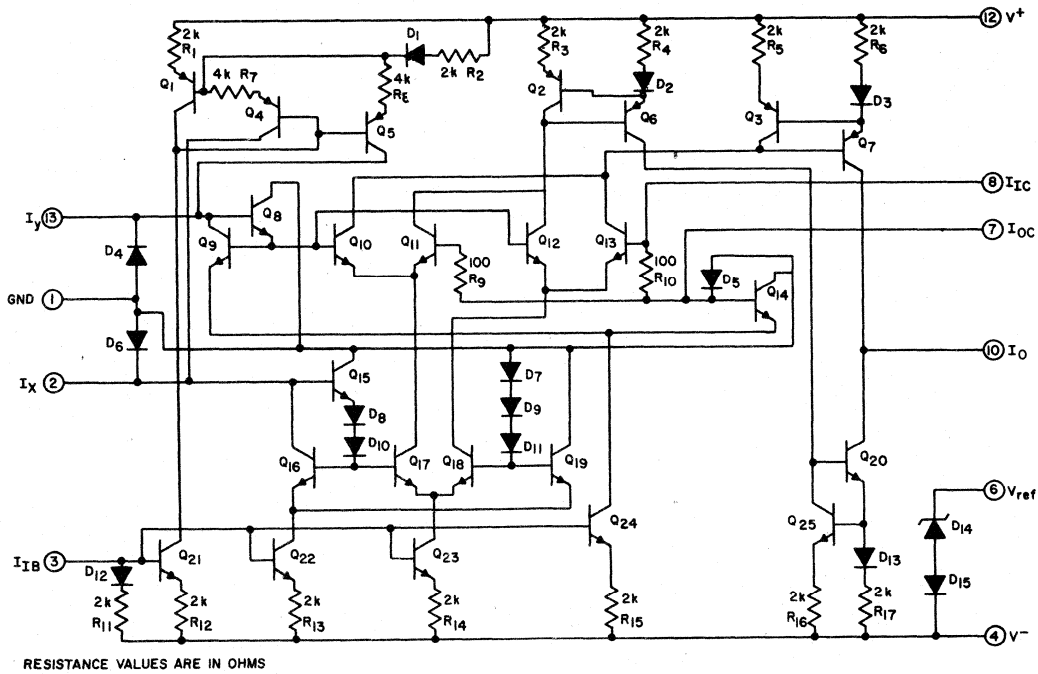 2k
R1
2k
R3
2k
R4
2k
R5
2k
R6
12 V+
D1
2k R2
Q1
4k R7
4k
RE
Q4
Q5
Q2
D2
Q6
Q3
D3
Q7
8 IIC
Iy 13
Q8
Q9
Q10
Q11
Q12
Q13
7 IOC
D4
100
R9
100
R10
D5
Q14
GND 1
D6
10 IO
IX 2
Q15
D8
D10
D7
D9
D11
Q16
Q17
Q18
Q19
Q20
6 Vref
Q24
Q25
D14
IIB 3
D12
Q21
Q22
Q23
D13
D15
2k
R11
2k
R12
2k
R13
2k
R14
2k
R15
2k
R16
2k
R17
4 V-
RESISTANCE VALUES ARE IN OHMS